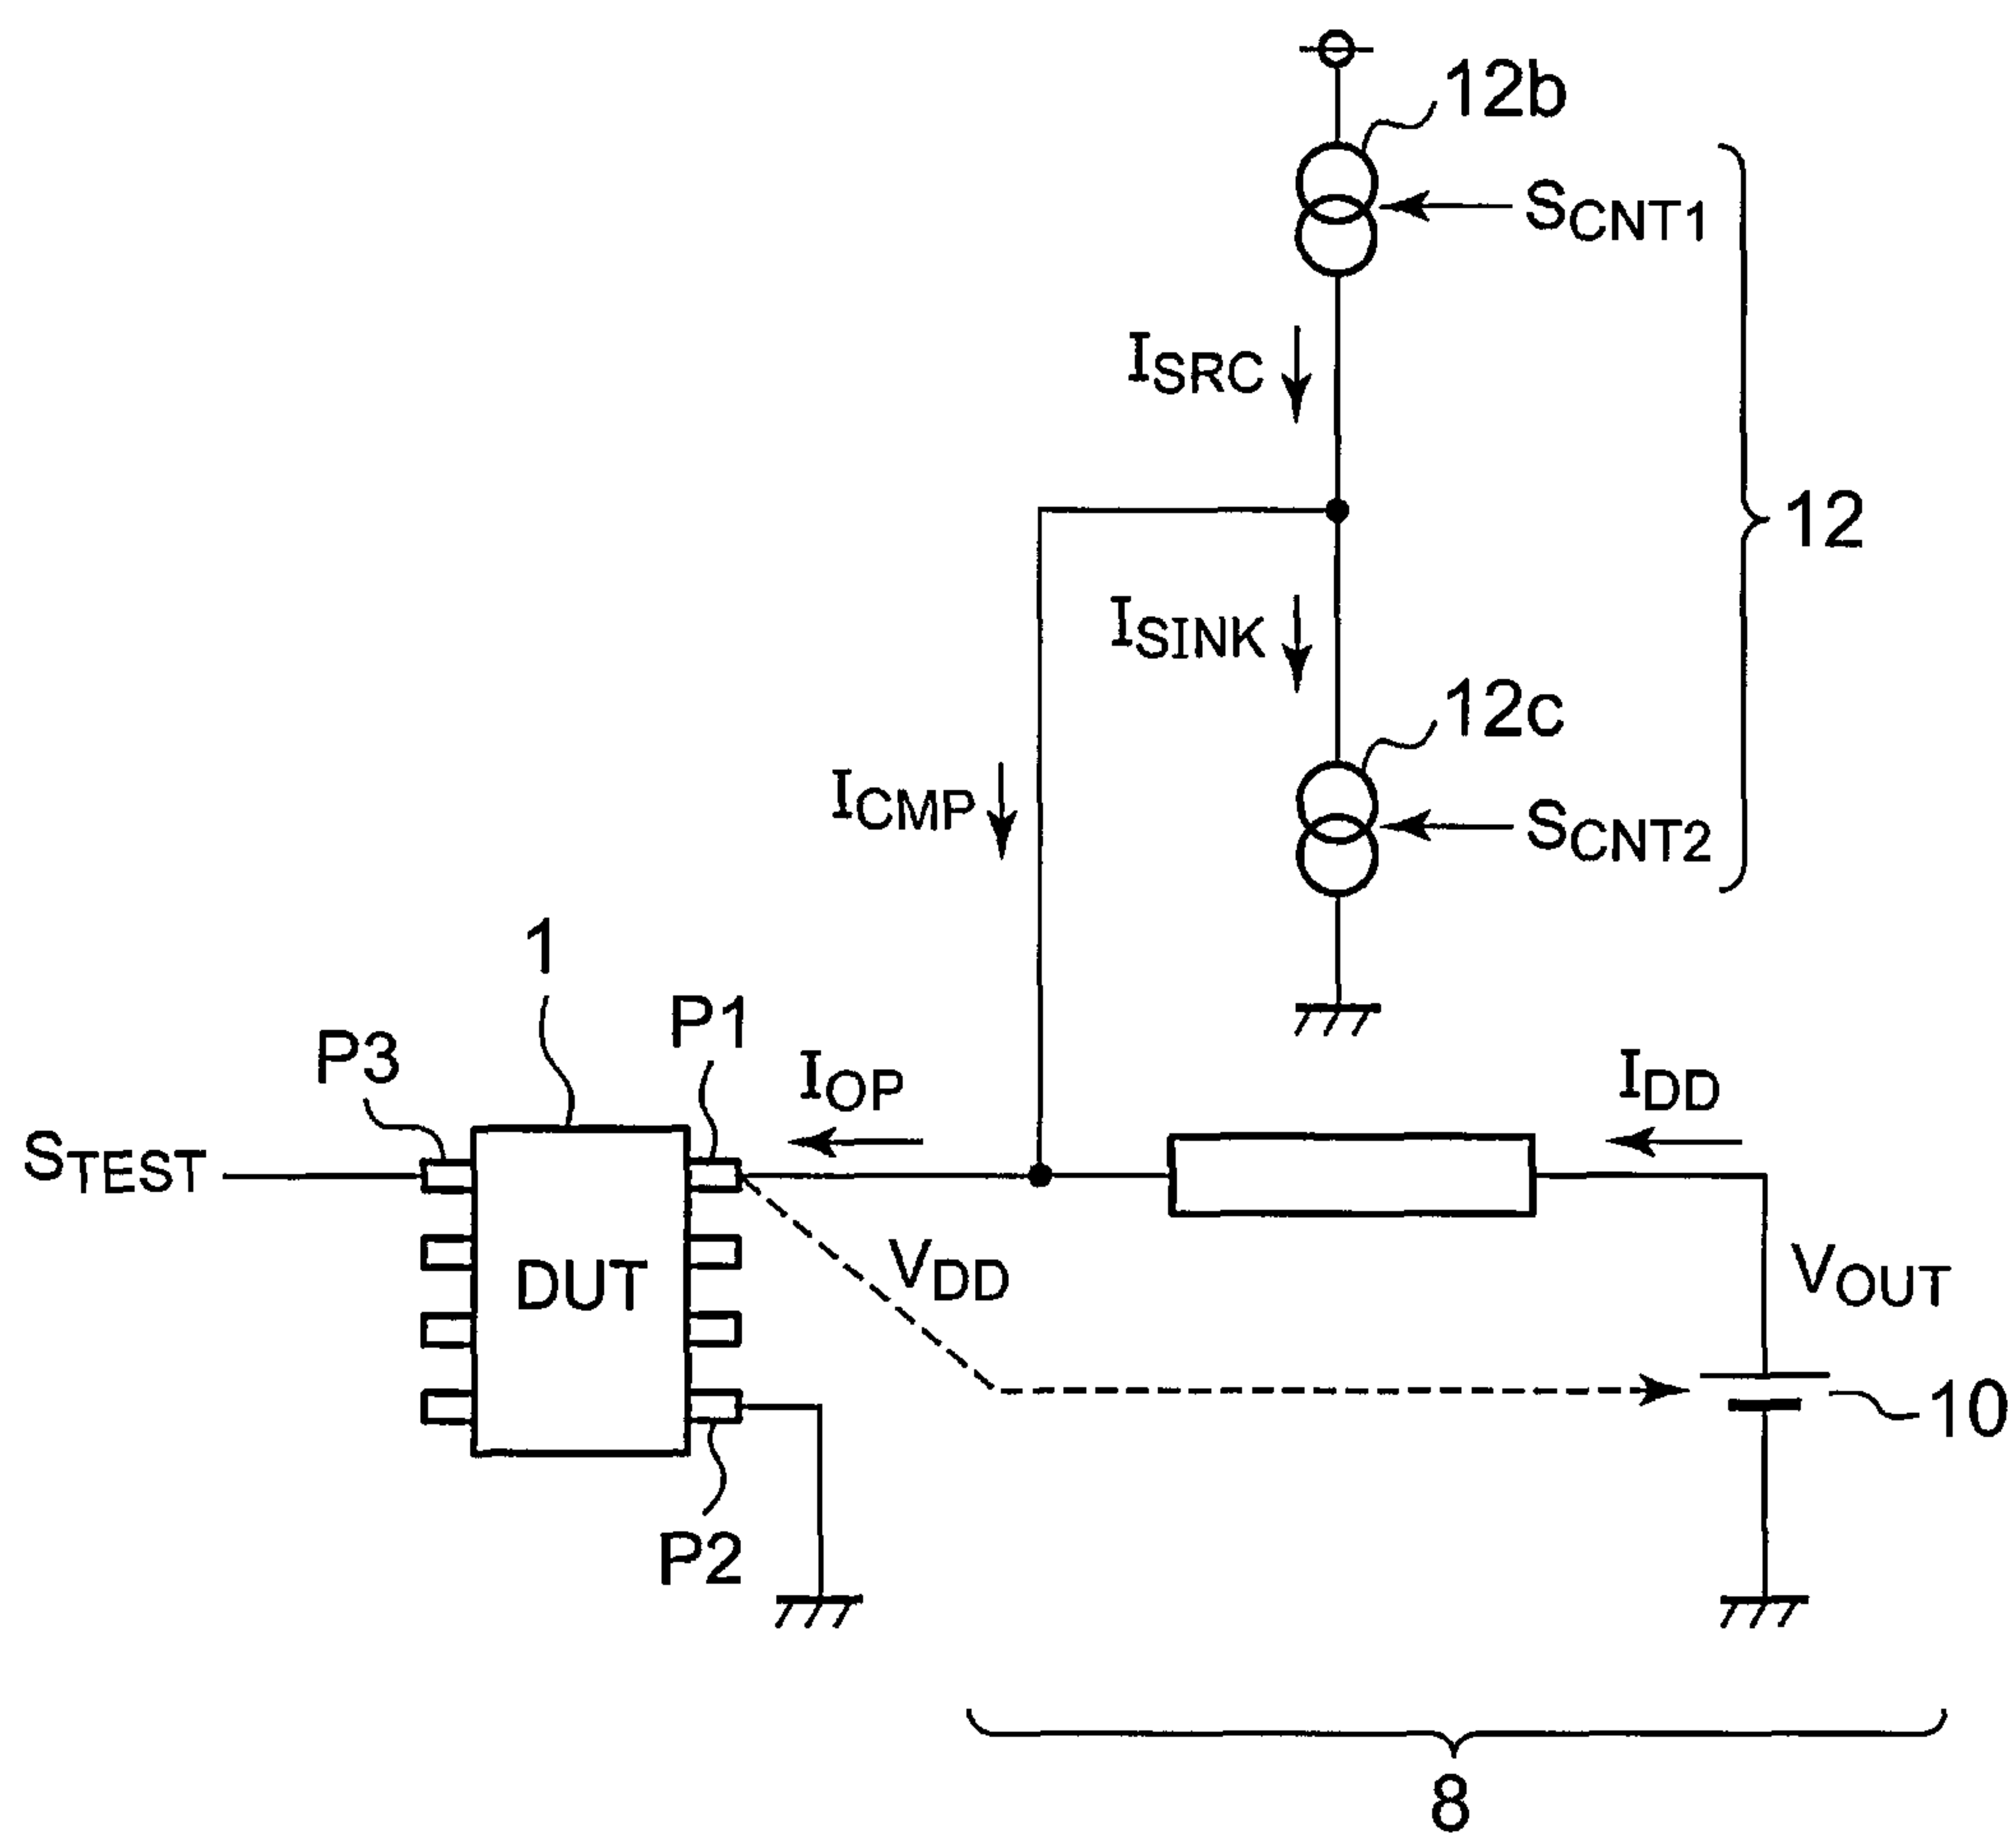 12b
SCNT1
ISRC
12
ISINK
12c
ICMP
SCNT2
1
P3
P1
IOP
IDD
STEST
DUT
VDD
VOUT
10
P2
8